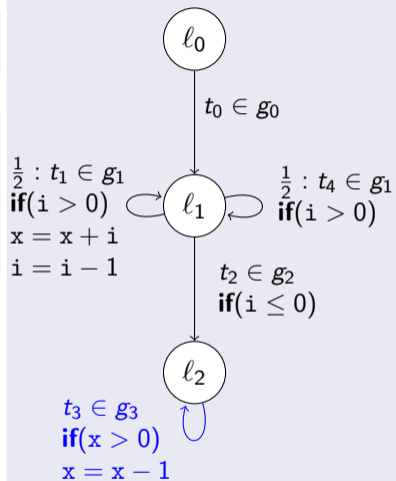 ℓ₀
t₀ ∈ g₀
½ : t₁ ∈ g₁
if(i > 0)
x = x + i
i = i − 1
ℓ₁
½ : t₄ ∈ g₁
if(i > 0)
t₂ ∈ g₂
if(i ≤ 0)
ℓ₂
t₃ ∈ g₃
if(x > 0)
x = x − 1